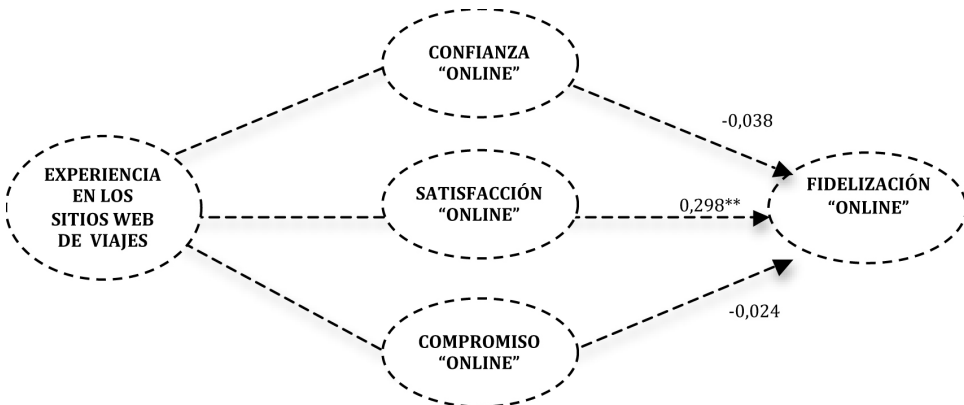 CONFIANZA
“ONLINE”
-0,038
EXPERIENCIA
EN LOS
SITIOS WEB
DE VIAJES
SATISFACCIÓN
“ONLINE”
0,298**
FIDELIZACIÓN
“ONLINE”
-0,024
COMPROMISO
“ONLINE”